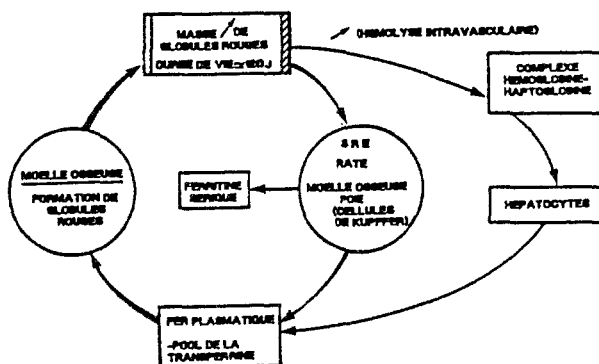 MASSE DE
GLOBULES ROUGES
DUREE DE VIE≃120J
(HEMOLYSE INTRAVASCULAIRE)
COMPLEXE
HEMOGLOBINE-
HAPTOGLOBINE
HEPATOCYTES
S R E
RATE
MOELLE OSSEUSE
FOIE
(CELLULES
DE KUPFFER)
FERRITINE
SERIQUE
MOELLE OSSEUSE
FORMATION DE
GLOBULES
ROUGES
FER PLASMATIQUE
-POOL DE LA
TRANSFERRINE